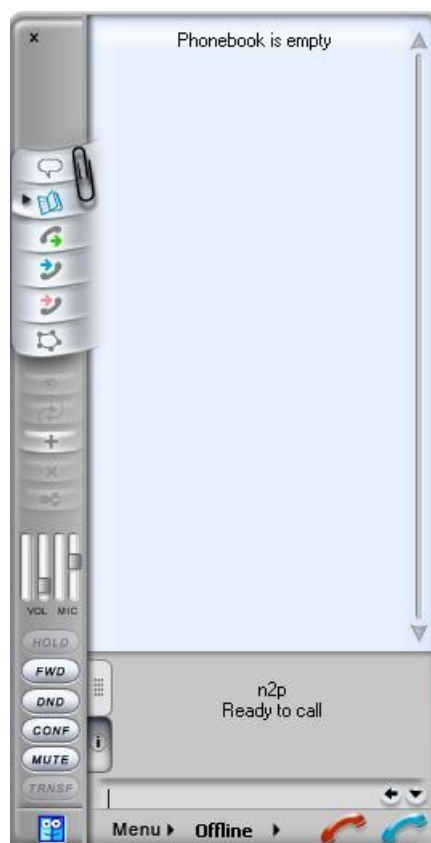 Phonebook is empty
VOL MIC
HOLD
FWD
DND
CONF
MUTE
TRNSF
n2p
Ready to call
Menu
Offline